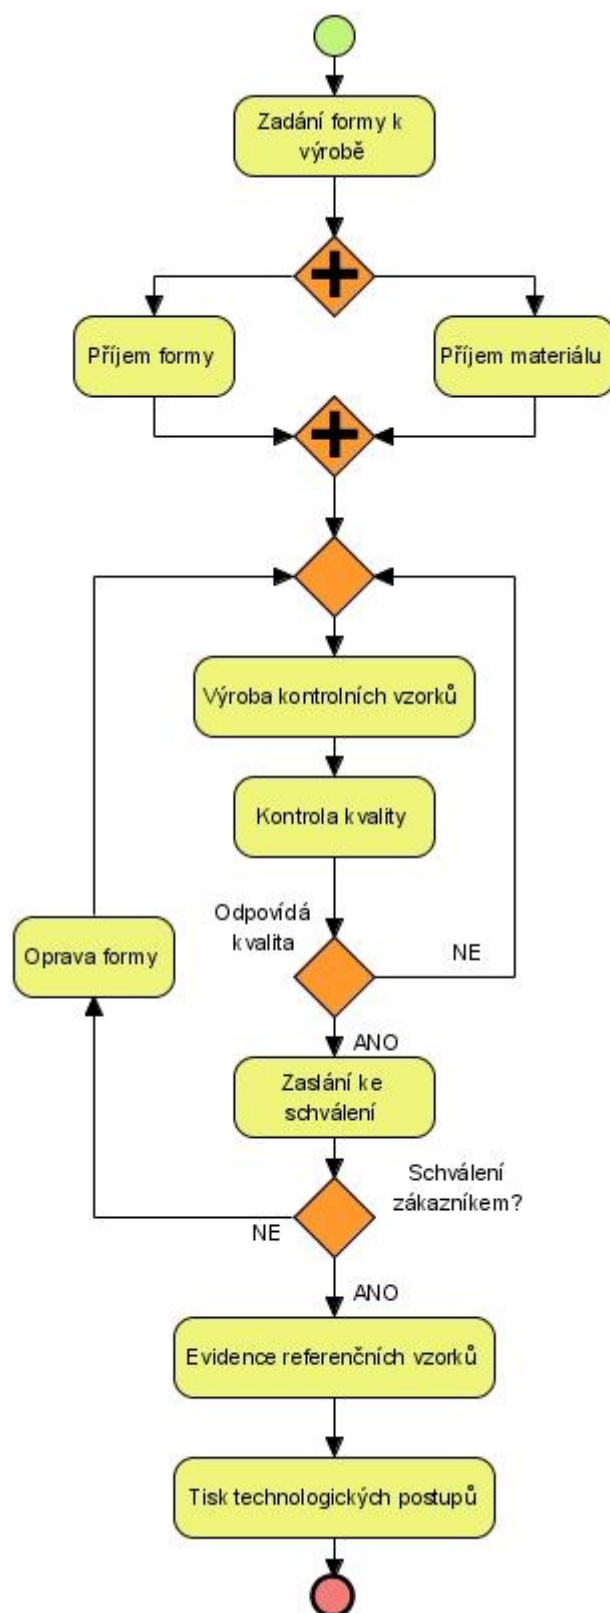 Zadání formy k
výrobě
Příjem formy
Příjem materiálu
Výroba kontrolních vzorků
Kontrola kvality
Odpovídá
kvalita
NE
Oprava formy
ANO
Zaslání ke
schválení
Schválení
zákazníkem?
NE
ANO
Evidence referenčních vzorků
Tisk technologických postupů